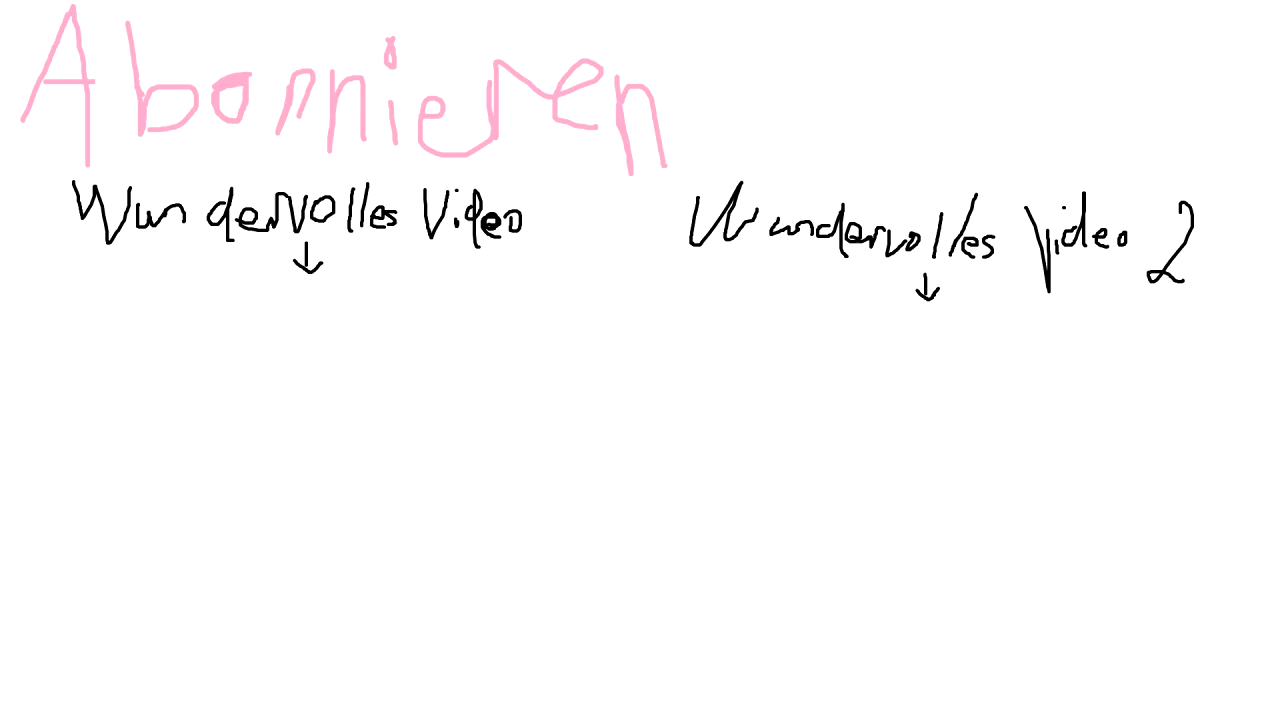 Abonnieren
Wundervolles Video
↓
Wundervolles Video 2
↓